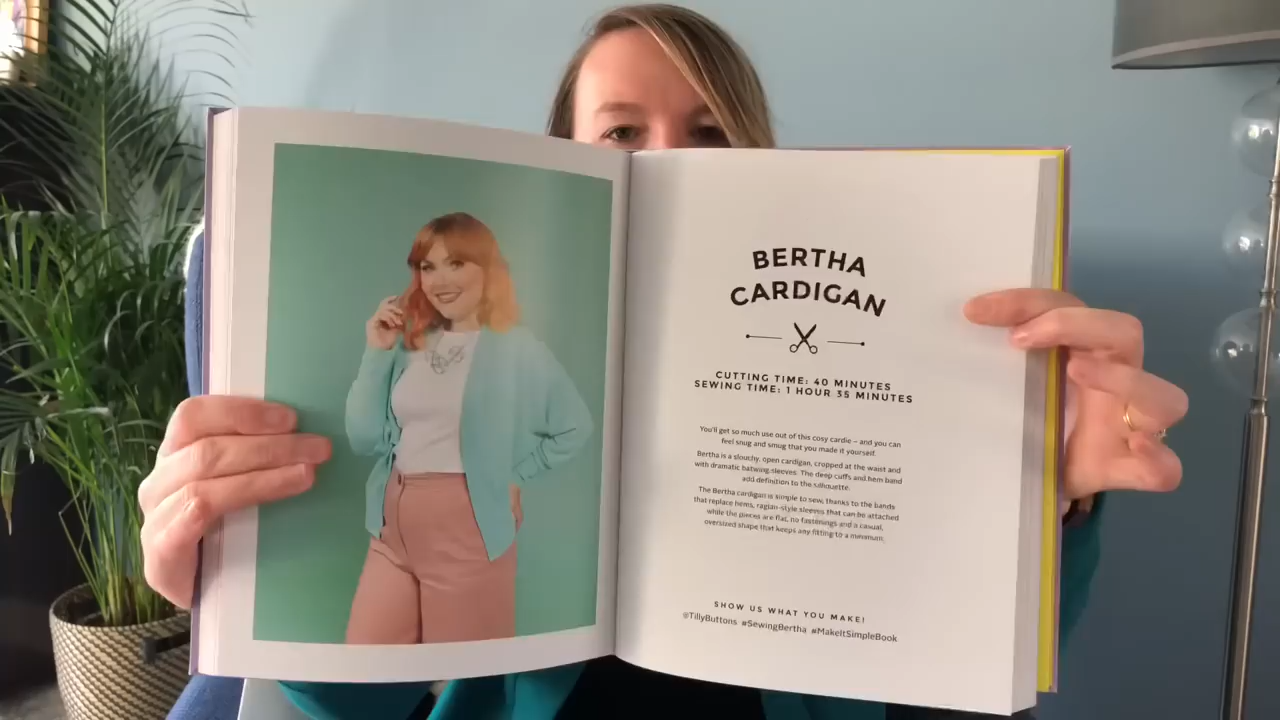 BERTHA
CARDIGAN
CUTTING TIME: 40 MINUTES
SEWING TIME: 1 HOUR 35 MINUTES
You'll get so much use out of this cosy cardie – and you can
feel snug and smug that you made it yourself.
Bertha is a slouchy, open cardigan, cropped at the waist and
with dramatic batwing sleeves. The deep cuffs and hem band
add definition to the silhouette.
The Bertha cardigan is simple to sew, thanks to the bands
that replace hems, raglan-style sleeves that can be attached
while the pieces are flat, no fastenings and a casual,
oversized shape that keeps any fitting to a minimum.
SHOW US WHAT YOU MAKE!
@TillyButtons #SewingBertha #MakeItSimpleBook